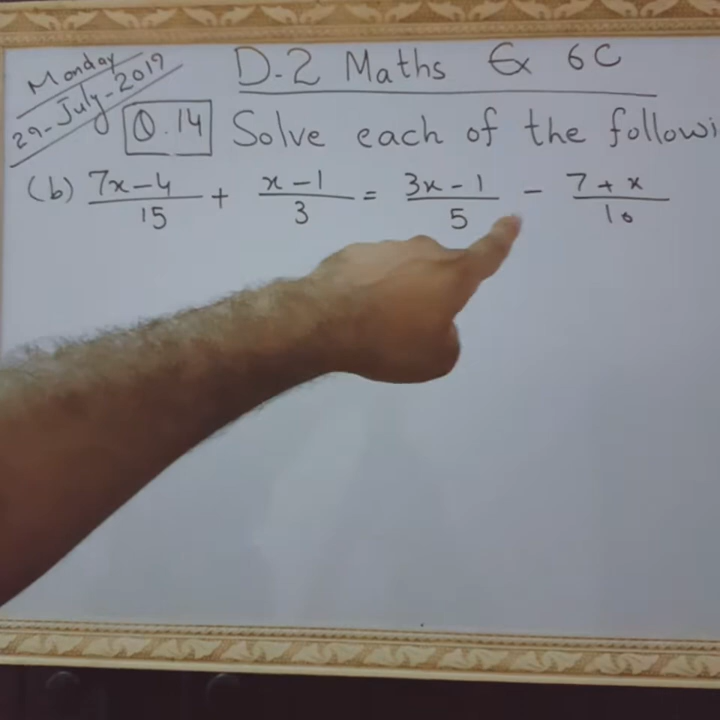 Monday
29-July-2019
D.2 Maths Ex 6C
Q.14 Solve each of the followi
(b) (7x-4)/15 + (x-1)/3 = (3x-1)/5 - (7+x)/10